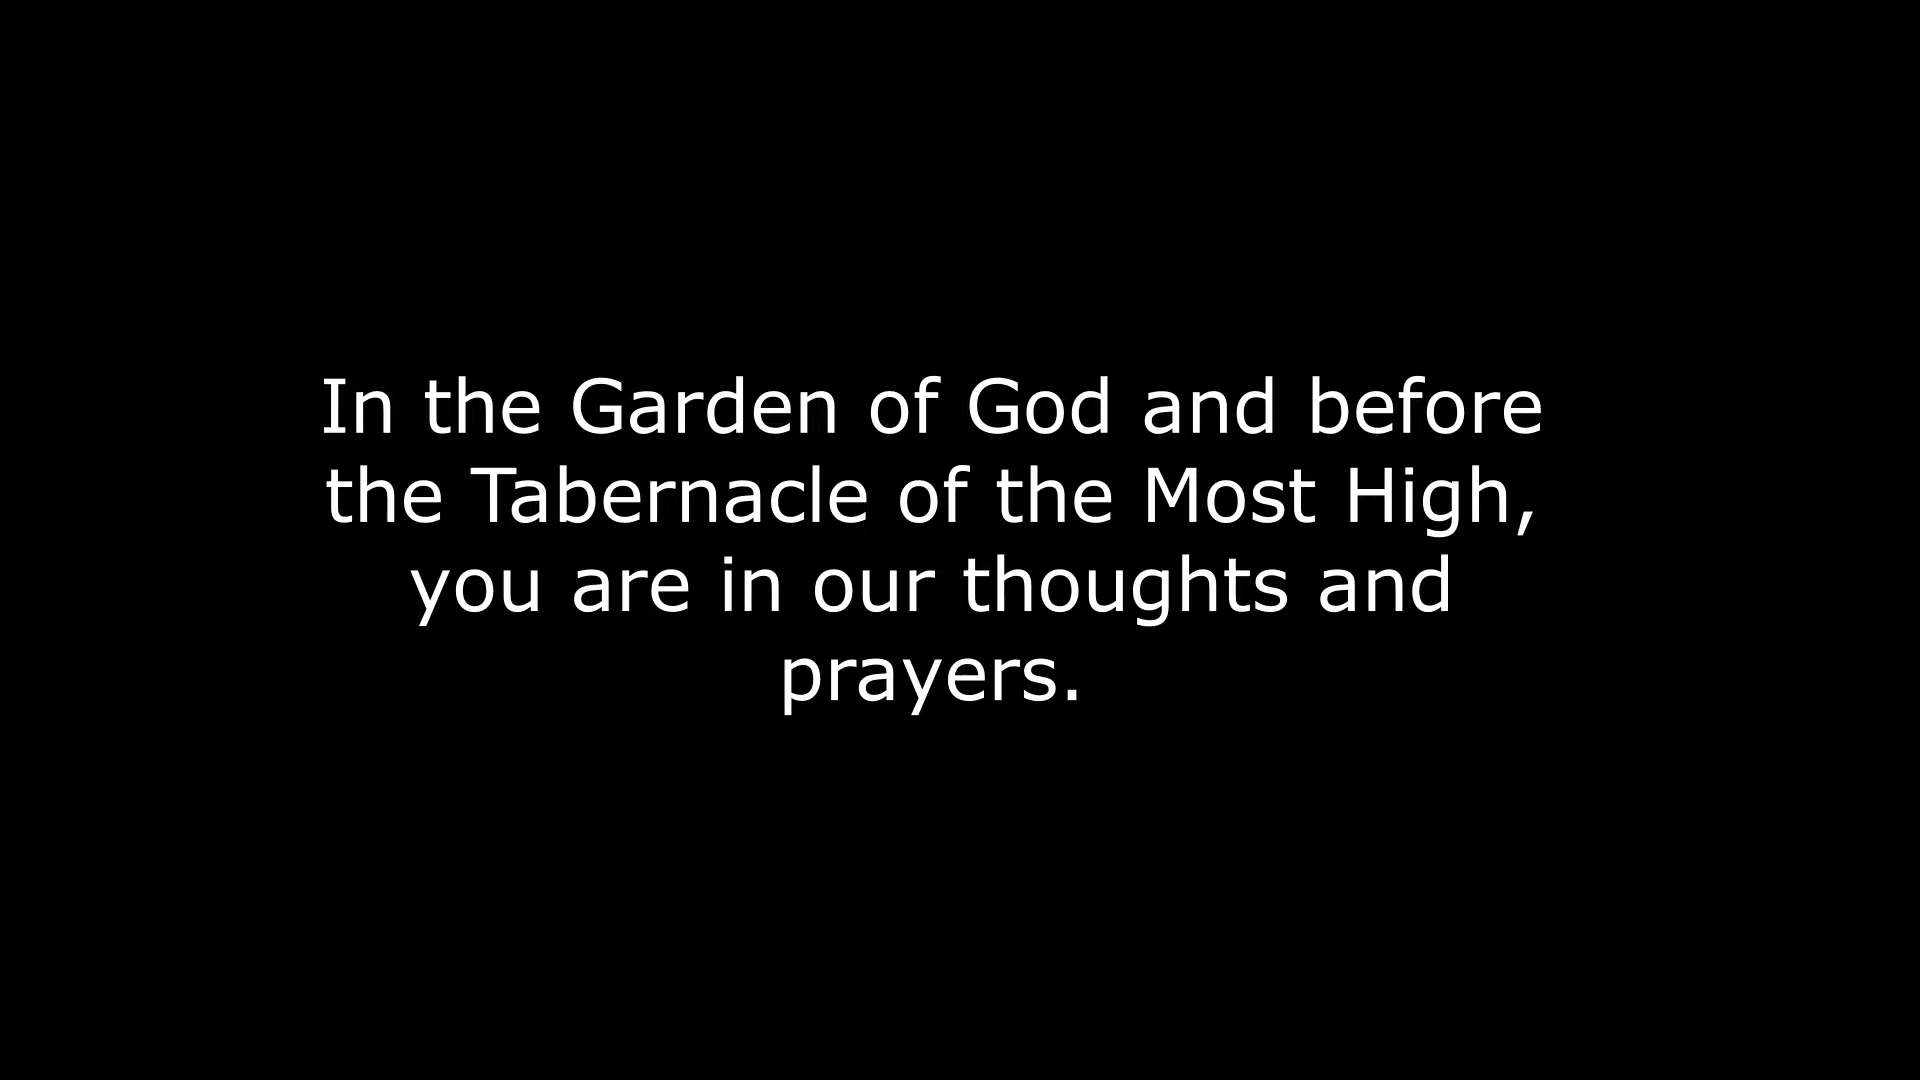 In the Garden of God and before
the Tabernacle of the Most High,
you are in our thoughts and
prayers.